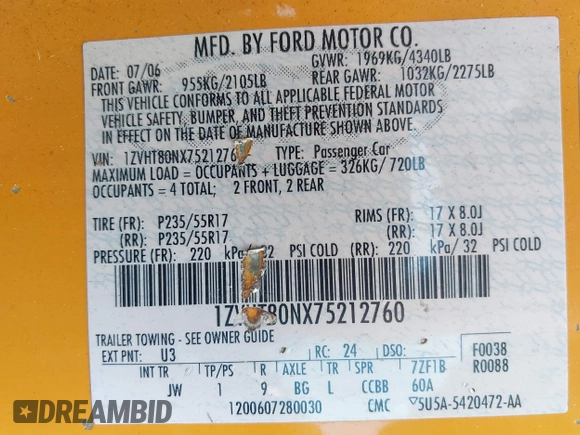 MFD. BY FORD MOTOR CO.
DATE: 07/06 GVWR: 1969KG/4340LB
FRONT GAWR: 955KG/2105LB REAR GAWR: 1032KG/2275LB
THIS VEHICLE CONFORMS TO ALL APPLICABLE FEDERAL MOTOR
VEHICLE SAFETY, BUMPER, AND THEFT PREVENTION STANDARDS
IN EFFECT ON THE DATE OF MANUFACTURE SHOWN ABOVE.
VIN: TYPE: Passenger Car
MAXIMUM LOAD = OCCUPANTS + LUGGAGE = 326KG/ 720LB
OCCUPANTS = 4 TOTAL; 2 FRONT, 2 REAR
TIRE (FR): P235/55R17 RIMS (FR): 17 X 8.0J
(RR): P235/55R17 (RR): 17 X 8.0J
PRESSURE (FR): 220 PSI COLD (RR): 220 kPa/ 32 PSI COLD
TRAILER TOWING - SEE OWNER GUIDE
EXT PNT: U3 RC: 24 DSO: F0038
INT TR TP/PS R AXLE TR SPR 7ZF1B R0088
JW 1 9 BG L CCBB 60A
1200607280030 CMC ▽5U5A-5420472-AA
DREAMBID